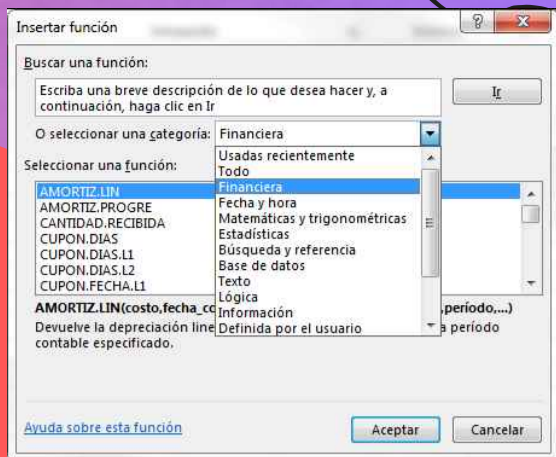 Insertar función
Buscar una función:
Escriba una breve descripción de lo que desea hacer y, a
continuación, haga clic en Ir
Ir
O seleccionar una categoría: Financiera
Usadas recientemente
Todo
Financiera
Fecha y hora
Matemáticas y trigonométricas
Estadísticas
Búsqueda y referencia
Base de datos
Texto
Lógica
Información
Definida por el usuario
Seleccionar una función:
AMORTIZ.LIN
AMORTIZ.PROGRE
CANTIDAD.RECIBIDA
CUPON.DIAS
CUPON.DIAS.L1
CUPON.DIAS.L2
CUPON.FECHA.L1
AMORTIZ.LIN(costo,fecha_co ,período,...)
Devuelve la depreciación line a período
contable especificado.
Ayuda sobre esta función
Aceptar
Cancelar